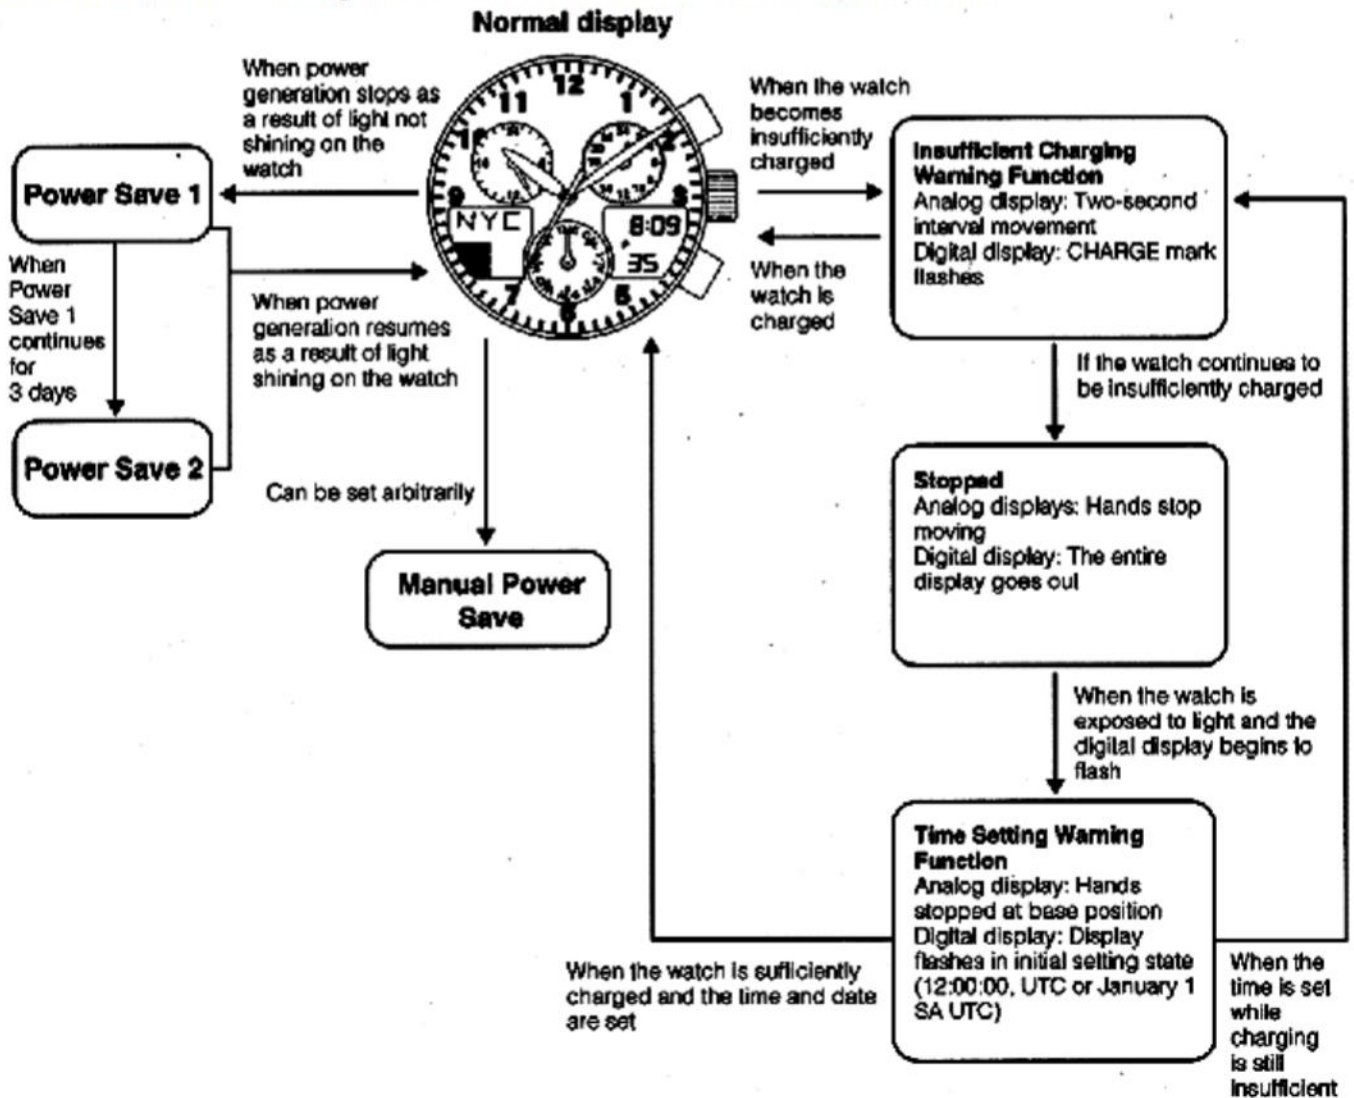 Normal display
When power
generation stops as
a result of light not
shining on the
watch
Power Save 1
When
Power
Save 1
continues
for
3 days
When power
generation resumes
as a result of light
shining on the watch
Power Save 2
12
11
1
10
2
9
3
NYC
8:09
P
35
7
6
5
Can be set arbitrarily
Manual Power
Save
When the watch
becomes
insufficiently
charged
When the
watch is
charged
Insufficient Charging
Warning Function
Analog display: Two-second
interval movement
Digital display: CHARGE mark
flashes
If the watch continues to
be insufficiently charged
Stopped
Analog displays: Hands stop
moving
Digital display: The entire
display goes out
When the watch is
exposed to light and the
digital display begins to
flash
Time Setting Warning
Function
Analog display: Hands
stopped at base position
Digital display: Display
flashes in initial setting state
(12:00:00, UTC or January 1
SA UTC)
When the watch is sufficiently
charged and the time and date
are set
When the
time is set
while
charging
is still
insufficient